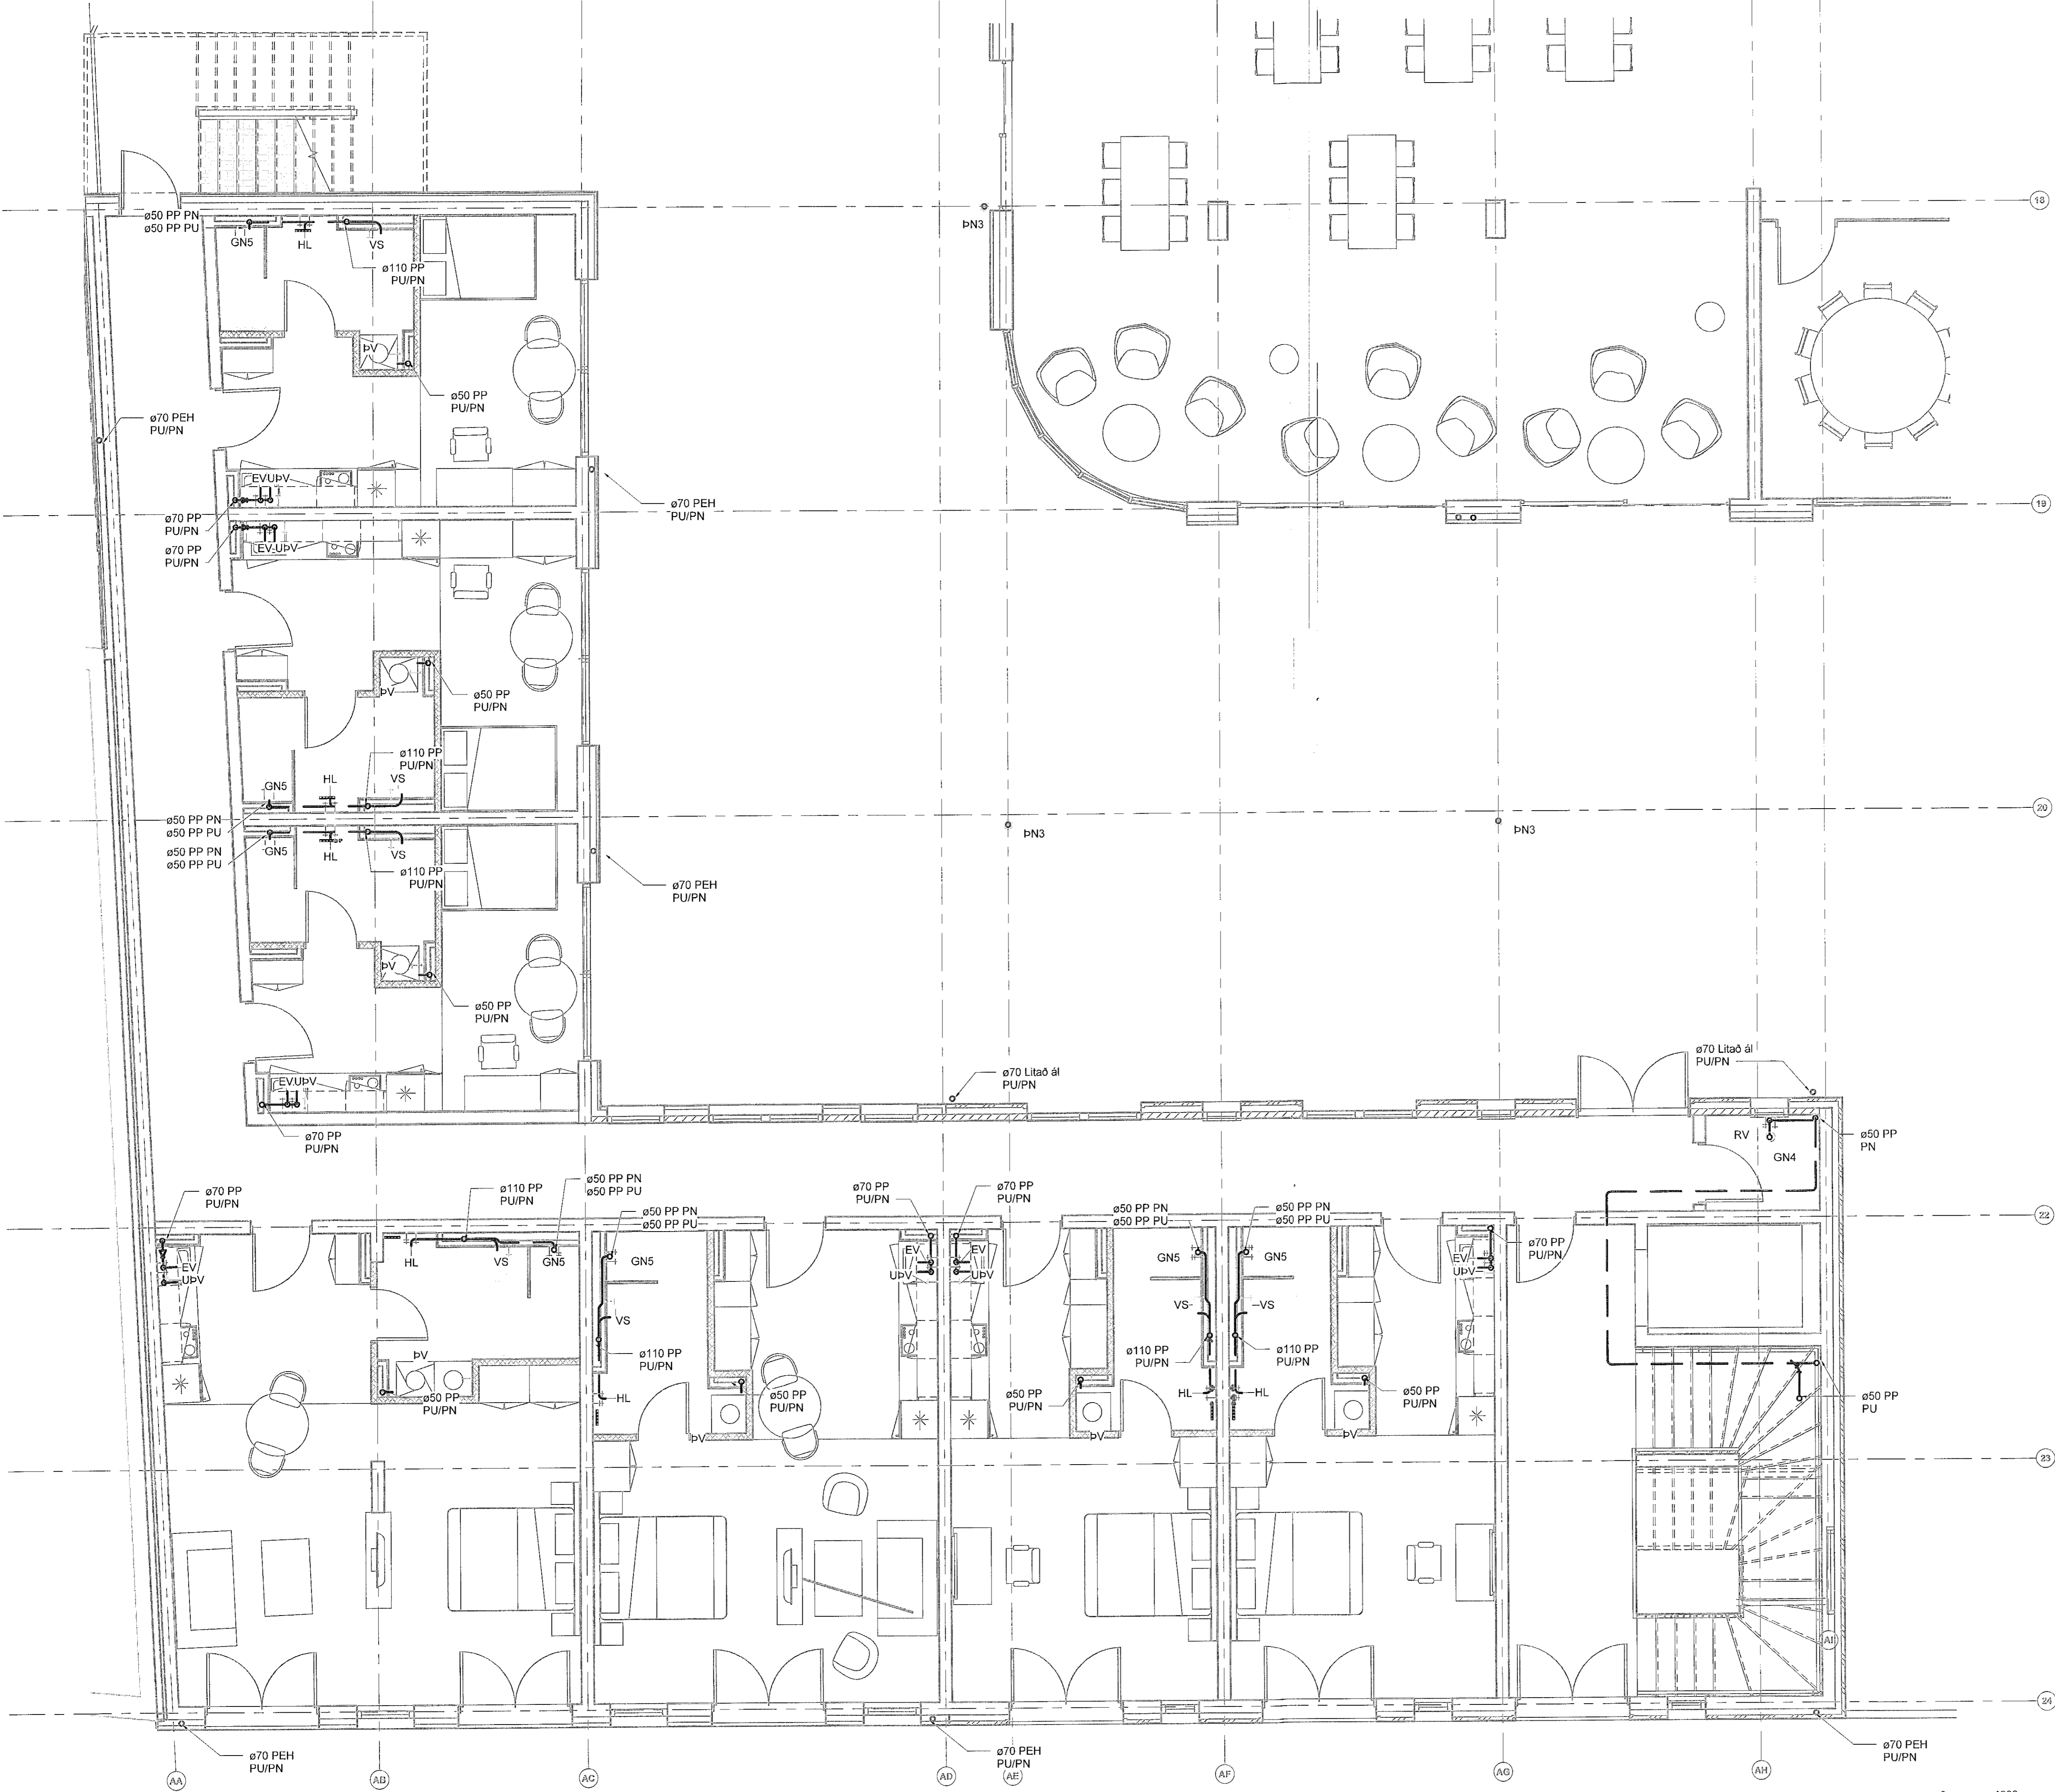 18
ø50 PP PN
ø50 PP PU
GN5
HL
VS
ÞN3
ø110 PP
PU/PN
ÞV
ø50 PP
PU/PN
ø70 PEH
PU/PN
EV
UÞV
ø70 PEH
PU/PN
19
ø70 PP
PU/PN
ø70 PP
PU/PN
EV
UÞV
ÞV
ø50 PP
PU/PN
ø110 PP
PU/PN
HL
VS
GN5
20
ø50 PP PN
ø50 PP PU
ÞN3
ÞN3
ø50 PP PN
ø50 PP PU
GN5
HL
VS
ø110 PP
PU/PN
ø70 PEH
PU/PN
ÞV
ø50 PP
PU/PN
ø70 Litað ál
PU/PN
ø70 Litað ál
PU/PN
EV
UÞV
ø70 PP
PU/PN
RV
GN4
ø50 PP
PN
ø70 PP
PU/PN
ø110 PP
PU/PN
ø50 PP PN
ø50 PP PU
ø50 PP PN
ø50 PP PU
ø70 PP
PU/PN
ø70 PP
PU/PN
ø50 PP PN
ø50 PP PU
ø50 PP PN
ø50 PP PU
22
ø70 PP
PU/PN
EV
UÞV
HL
VS
GN5
GN5
EV
UÞV
EV
UÞV
GN5
GN5
EV
UÞV
VS
VS
VS
ø110 PP
PU/PN
ø110 PP
PU/PN
ø110 PP
PU/PN
ÞV
ø50 PP
PU/PN
HL
ø50 PP
PU/PN
ø50 PP
PU/PN
HL
HL
ø50 PP
PU/PN
ø50 PP
PU
ÞV
ÞV
ÞV
23
AI
24
ø70 PEH
PU/PN
ø70 PEH
PU/PN
ø70 PEH
PU/PN
AA
AB
AC
AD
AE
AF
AG
AH